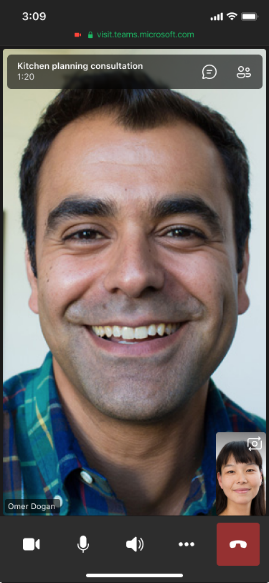 3:09
visit.teams.microsoft.com
Kitchen planning consultation
1:20
Omer Dogan